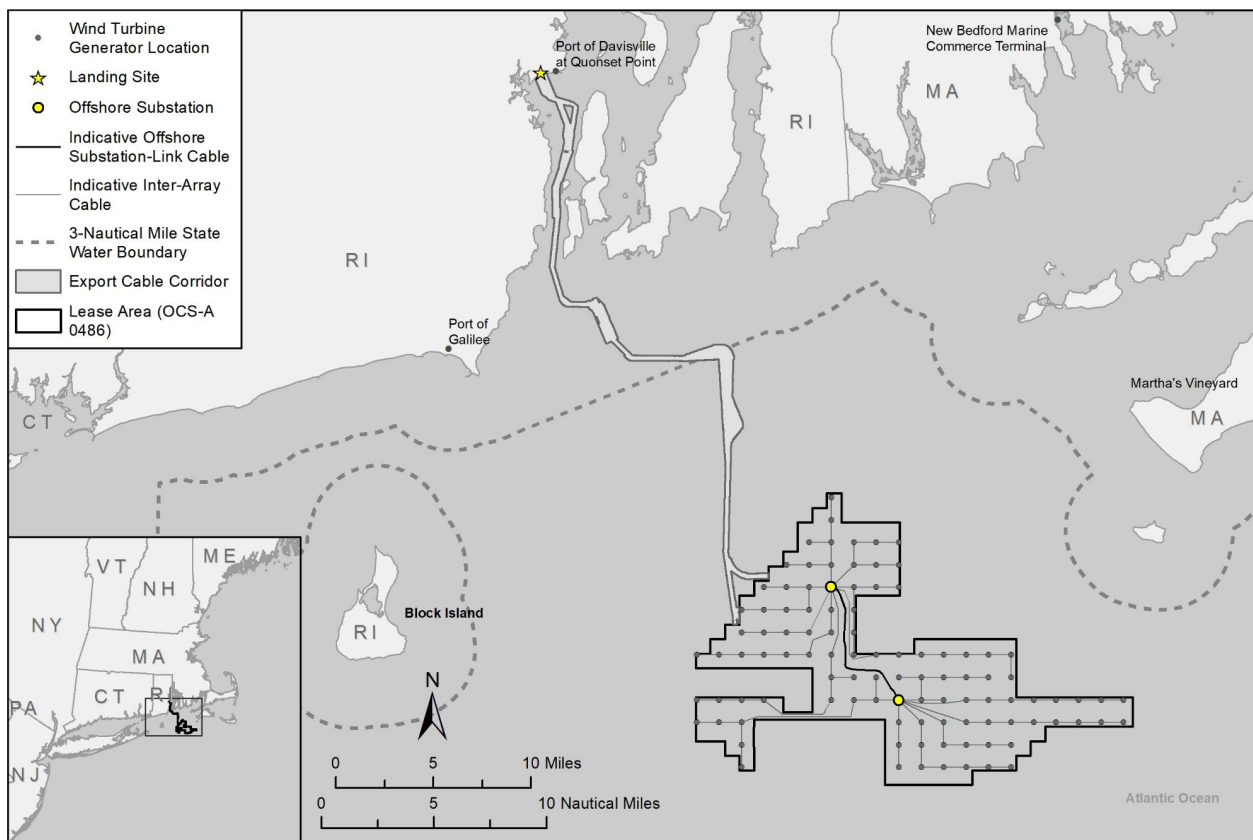 Wind Turbine
Generator Location
Landing Site
Offshore Substation
Indicative Offshore
Substation-Link Cable
Indicative Inter-Array
Cable
3-Nautical Mile State
Water Boundary
Export Cable Corridor
Lease Area (OCS-A
0486)
Port of Davisville
at Quonset Point
New Bedford Marine
Commerce Terminal
MA
RI
RI
Port of
Galilee
Martha's Vineyard
MA
CT
Block Island
RI
N
0 5 10 Miles
0 5 10 Nautical Miles
Atlantic Ocean
ME
VT
NH
NY
MA
CT
RI
PA
NJ